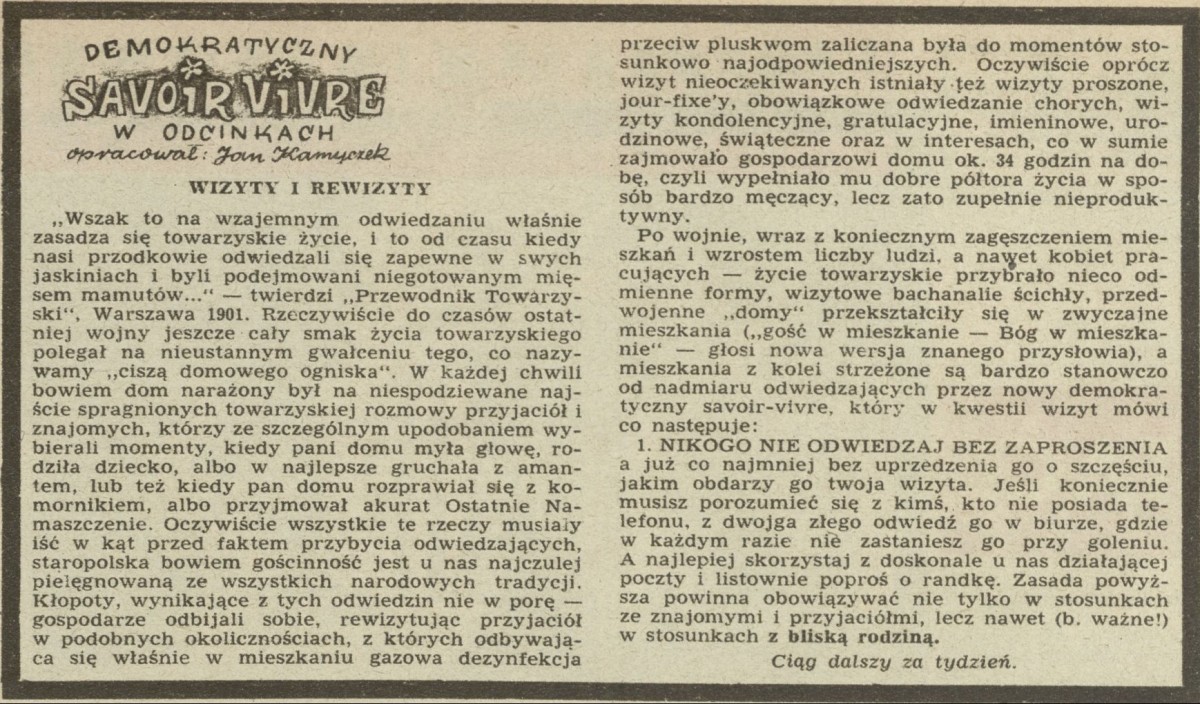 DEMOKRATYCZNY
SAVOIR VIVRE
W ODCINKACH
opracował: Jan Kamyczek
WIZYTY I REWIZYTY
„Wszak to na wzajemnym odwiedzaniu właśnie
zasadza się towarzyskie życie, i to od czasu kiedy
nasi przodkowie odwiedzali się zapewne w swych
jaskiniach i byli podejmowani niegotowanym mię-
sem mamutów...“ — twierdzi „Przewodnik Towarzy-
ski“, Warszawa 1901. Rzeczywiście do czasów ostat-
niej wojny jeszcze cały smak życia towarzyskiego
polegał na nieustannym gwałceniu tego, co nazy-
wamy „ciszą domowego ogniska“. W każdej chwili
bowiem dom narażony był na niespodziewane naj-
ście spragnionych towarzyskiej rozmowy przyjaciół i
znajomych, którzy ze szczególnym upodobaniem wy-
bierali momenty, kiedy pani domu myła głowę, ro-
dziła dziecko, albo w najlepsze gruchała z aman-
tem, lub też kiedy pan domu rozprawiał się z ko-
mornikiem, albo przyjmował akurat Ostatnie Na-
maszczenie. Oczywiście wszystkie te rzeczy musiały
iść w kąt przed faktem przybycia odwiedzających,
staropolska bowiem gościnność jest u nas najczulej
pielęgnowaną ze wszystkich narodowych tradycji.
Kłopoty, wynikające z tych odwiedzin nie w porę —
gospodarze odbijali sobie, rewizytując przyjaciół
w podobnych okolicznościach, z których odbywają-
ca się właśnie w mieszkaniu gazowa dezynfekcja
przeciw pluskwom zaliczana była do momentów sto-
sunkowo najodpowiedniejszych. Oczywiście oprócz
wizyt nieoczekiwanych istniały też wizyty proszone,
jour-fixe'y, obowiązkowe odwiedzanie chorych, wi-
zyty kondolencyjne, gratulacyjne, imieninowe, uro-
dzinowe, świąteczne oraz w interesach, co w sumie
zajmowało gospodarzowi domu ok. 34 godzin na do-
bę, czyli wypełniało mu dobre półtora życia w spo-
sób bardzo męczący, lecz zato zupełnie nieproduk-
tywny.
Po wojnie, wraz z koniecznym zagęszczeniem mie-
szkań i wzrostem liczby ludzi, a nawet kobiet pra-
cujących — życie towarzyskie przybrało nieco od-
mienne formy, wizytowe bachanalie ścichły, przed-
wojenne „domy“ przekształciły się w zwyczajne
mieszkania („gość w mieszkanie — Bóg w mieszka-
nie“ — głosi nowa wersja znanego przysłowia), a
mieszkania z kolei strzeżone są bardzo stanowczo
od nadmiaru odwiedzających przez nowy demokra-
tyczny savoir-vivre, który w kwestii wizyt mówi
co następuje:
1. NIKOGO NIE ODWIEDZAJ BEZ ZAPROSZENIA
a już co najmniej bez uprzedzenia go o szczęściu,
jakim obdarzy go twoja wizyta. Jeśli koniecznie
musisz porozumieć się z kimś, kto nie posiada te-
lefonu, z dwojga złego odwiedź go w biurze, gdzie
w każdym razie nie zastaniesz go przy goleniu.
A najlepiej skorzystaj z doskonale u nas działającej
poczty i listownie poproś o randkę. Zasada powyż-
sza powinna obowiązywać nie tylko w stosunkach
ze znajomymi i przyjaciółmi, lecz nawet (b. ważne!)
w stosunkach z bliską rodziną.
Ciąg dalszy za tydzień.